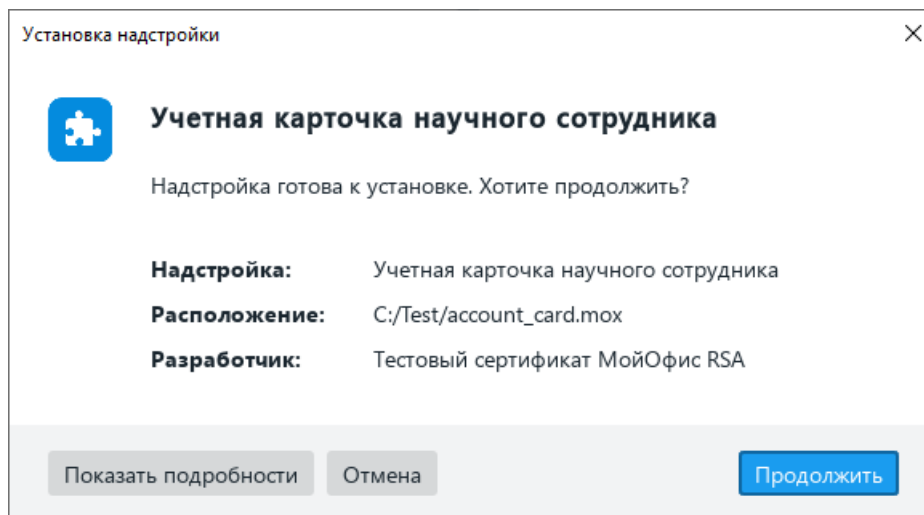 Установка надстройки
Учетная карточка научного сотрудника
Надстройка готова к установке. Хотите продолжить?
Надстройка: Учетная карточка научного сотрудника
Расположение: C:/Test/account_card.mox
Разработчик: Тестовый сертификат МойОфис RSA
Показать подробности Отмена Продолжить